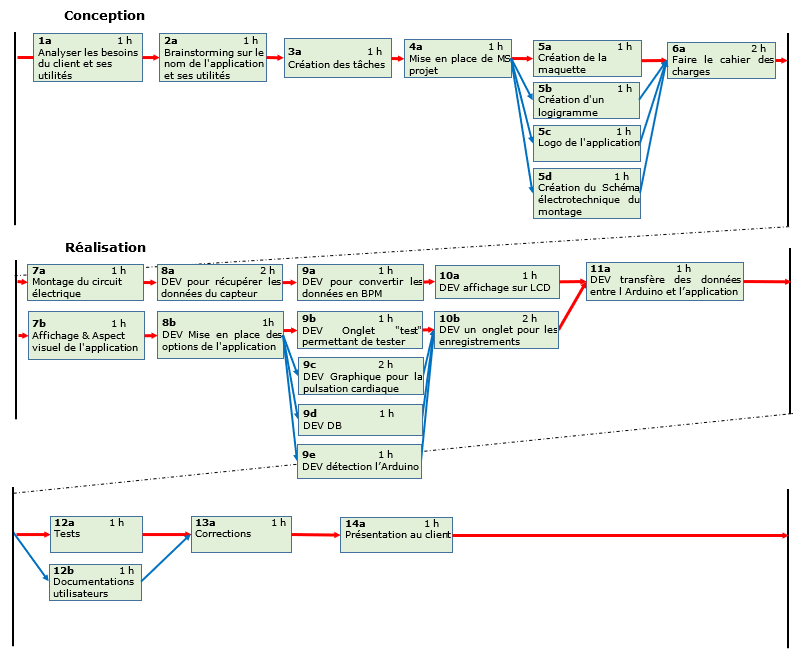 Conception
1a 1 h
Analyser les besoins
du client et ses
utilités
2a 1 h
Brainstorming sur le
nom de l'application
et ses utilités
3a 1 h
Création des tâches
4a 1 h
Mise en place de MS
projet
5a 1 h
Création de la
maquette
5b 1 h
Création d'un
logigramme
5c 1 h
Logo de l'application
5d 1 h
Création du Schéma
électrotechnique du
montage
6a 2 h
Faire le cahier des
charges
Réalisation
7a 1 h
Montage du circuit
électrique
8a 2 h
DEV pour récupérer les
données du capteur
9a 1 h
DEV pour convertir les
données en BPM
10a 1 h
DEV affichage sur LCD
11a 1 h
DEV transfère des données
entre l Arduino et l’application
7b 1 h
Affichage & Aspect
visuel de l'application
8b 1h
DEV Mise en place des
options de l'application
9b 1 h
DEV Onglet "test"
permettant de tester
10b 2 h
DEV un onglet pour les
enregistrements
9c 2 h
DEV Graphique pour la
pulsation cardiaque
9d 1 h
DEV DB
9e 1 h
DEV détection l’Arduino
12a 1 h
Tests
13a 1 h
Corrections
14a 1 h
Présentation au client
12b 1 h
Documentations
utilisateurs